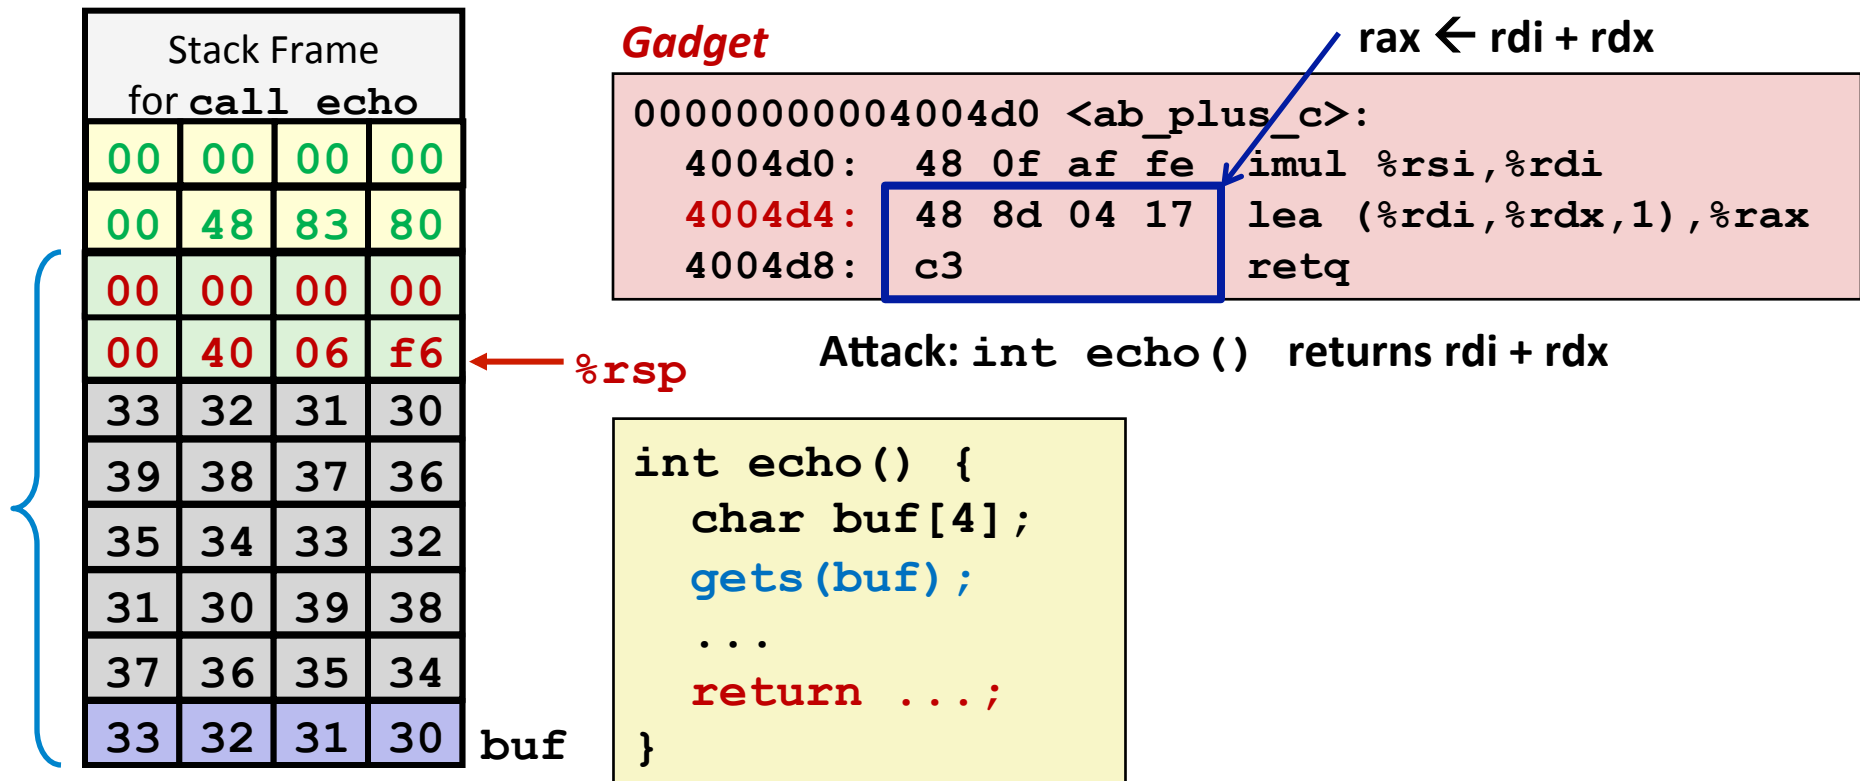 Stack Frame
for call echo
00 00 00 00
00 48 83 80
00 00 00 00
00 40 06 f6
33 32 31 30
39 38 37 36
35 34 33 32
31 30 39 38
37 36 35 34
33 32 31 30
buf
%rsp
Gadget
rax ← rdi + rdx
00000000004004d0 <ab_plus_c>:
4004d0: 48 0f af fe imul %rsi,%rdi
4004d4: 48 8d 04 17 lea (%rdi,%rdx,1),%rax
4004d8: c3 retq
Attack: int echo() returns rdi + rdx
int echo() {
char buf[4];
gets(buf);
...
return ...;
}